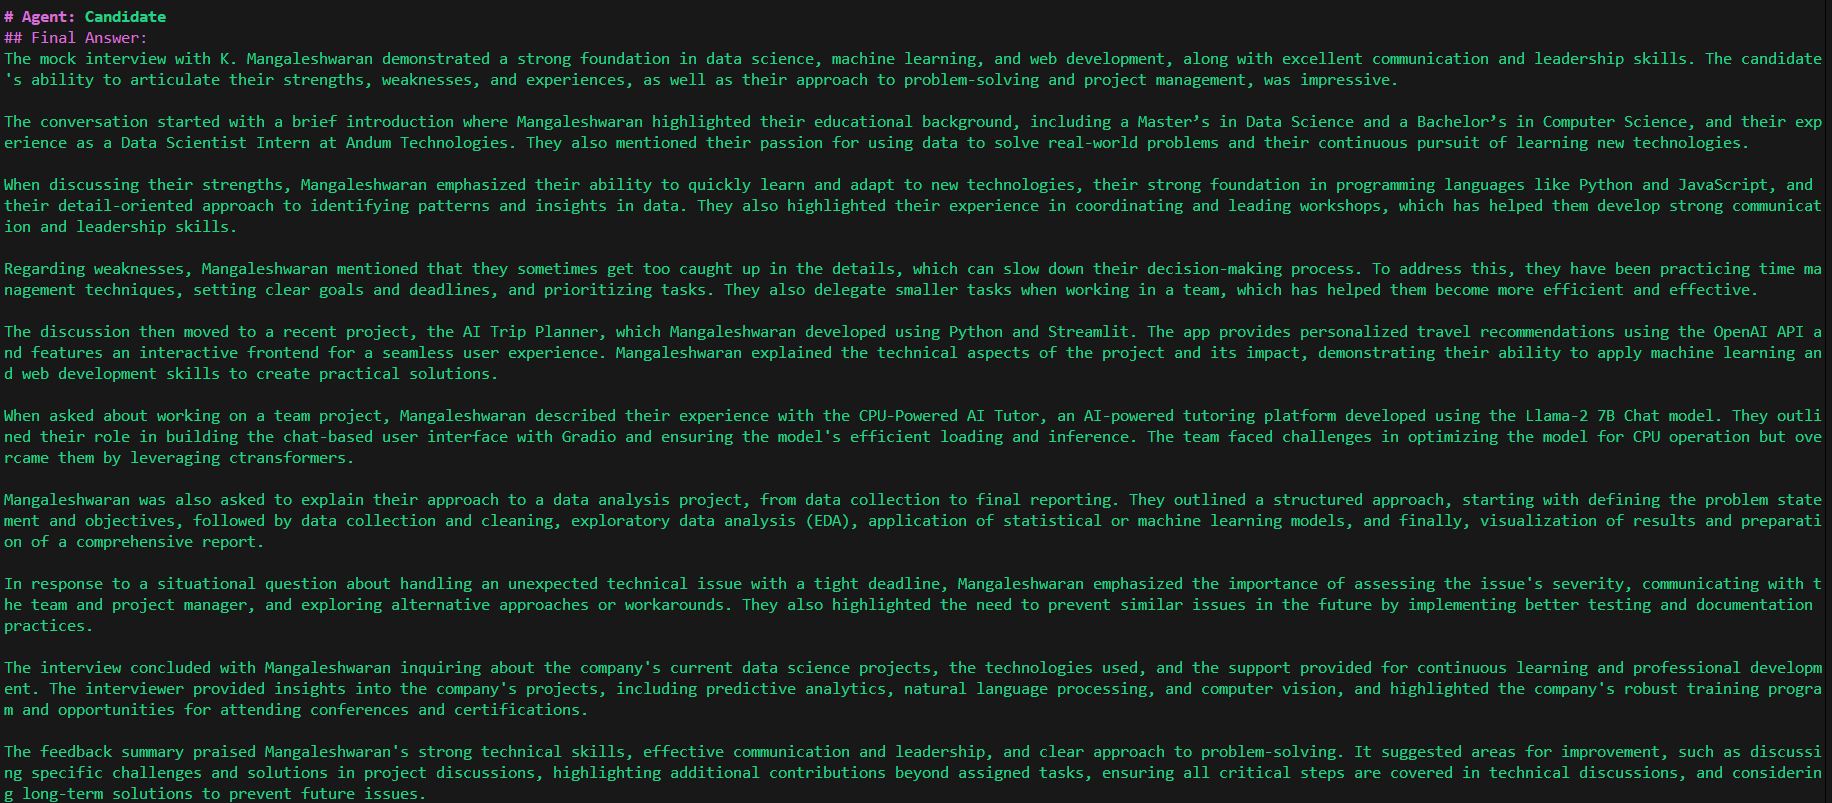 # Agent: Candidate
## Final Answer:
The mock interview with K. Mangaleshwaran demonstrated a strong foundation in data science, machine learning, and web development, along with excellent communication and leadership skills. The candidate
's ability to articulate their strengths, weaknesses, and experiences, as well as their approach to problem-solving and project management, was impressive.
The conversation started with a brief introduction where Mangaleshwaran highlighted their educational background, including a Master’s in Data Science and a Bachelor’s in Computer Science, and their exp
erience as a Data Scientist Intern at Andum Technologies. They also mentioned their passion for using data to solve real-world problems and their continuous pursuit of learning new technologies.
When discussing their strengths, Mangaleshwaran emphasized their ability to quickly learn and adapt to new technologies, their strong foundation in programming languages like Python and JavaScript, and
their detail-oriented approach to identifying patterns and insights in data. They also highlighted their experience in coordinating and leading workshops, which has helped them develop strong communicat
ion and leadership skills.
Regarding weaknesses, Mangaleshwaran mentioned that they sometimes get too caught up in the details, which can slow down their decision-making process. To address this, they have been practicing time ma
nagement techniques, setting clear goals and deadlines, and prioritizing tasks. They also delegate smaller tasks when working in a team, which has helped them become more efficient and effective.
The discussion then moved to a recent project, the AI Trip Planner, which Mangaleshwaran developed using Python and Streamlit. The app provides personalized travel recommendations using the OpenAI API a
nd features an interactive frontend for a seamless user experience. Mangaleshwaran explained the technical aspects of the project and its impact, demonstrating their ability to apply machine learning an
d web development skills to create practical solutions.
When asked about working on a team project, Mangaleshwaran described their experience with the CPU-Powered AI Tutor, an AI-powered tutoring platform developed using the Llama-2 7B Chat model. They outli
ned their role in building the chat-based user interface with Gradio and ensuring the model's efficient loading and inference. The team faced challenges in optimizing the model for CPU operation but ove
rcame them by leveraging ctransformers.
Mangaleshwaran was also asked to explain their approach to a data analysis project, from data collection to final reporting. They outlined a structured approach, starting with defining the problem state
ment and objectives, followed by data collection and cleaning, exploratory data analysis (EDA), application of statistical or machine learning models, and finally, visualization of results and preparati
on of a comprehensive report.
In response to a situational question about handling an unexpected technical issue with a tight deadline, Mangaleshwaran emphasized the importance of assessing the issue's severity, communicating with t
he team and project manager, and exploring alternative approaches or workarounds. They also highlighted the need to prevent similar issues in the future by implementing better testing and documentation
practices.
The interview concluded with Mangaleshwaran inquiring about the company's current data science projects, the technologies used, and the support provided for continuous learning and professional developm
ent. The interviewer provided insights into the company's projects, including predictive analytics, natural language processing, and computer vision, and highlighted the company's robust training progra
m and opportunities for attending conferences and certifications.
The feedback summary praised Mangaleshwaran's strong technical skills, effective communication and leadership, and clear approach to problem-solving. It suggested areas for improvement, such as discussi
ng specific challenges and solutions in project discussions, highlighting additional contributions beyond assigned tasks, ensuring all critical steps are covered in technical discussions, and considerin
g long-term solutions to prevent future issues.